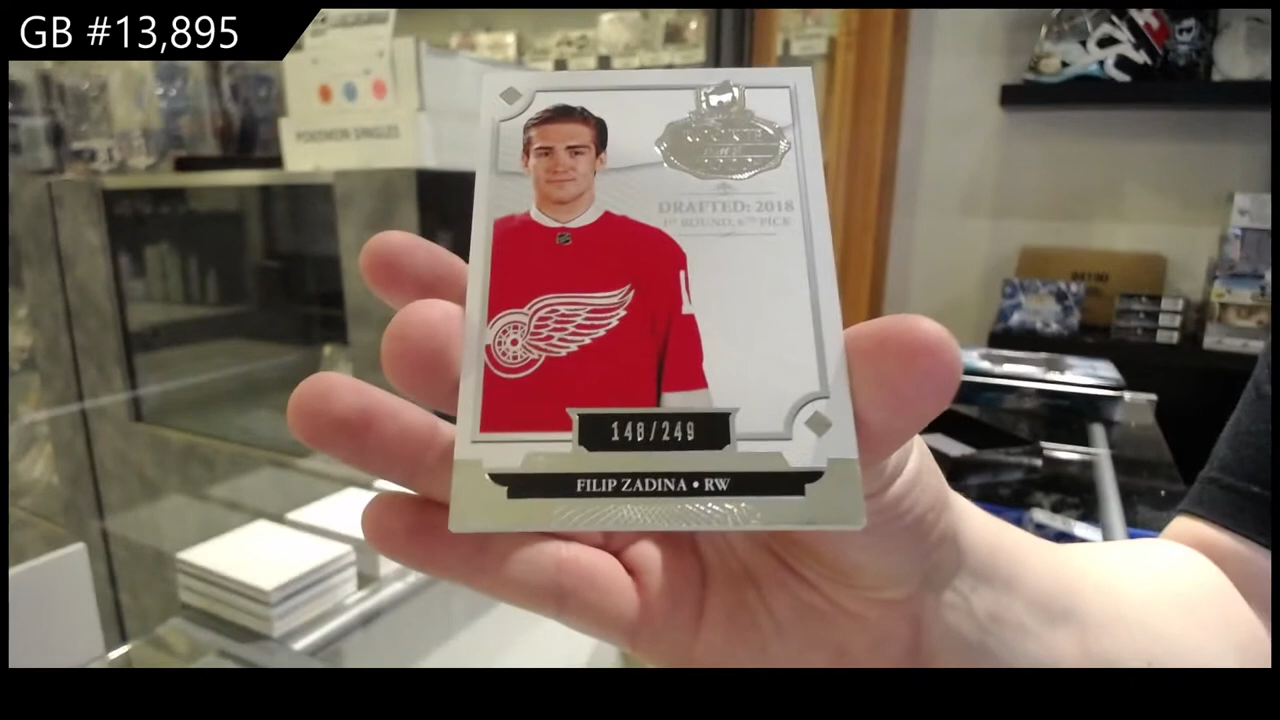 GB #13,895
POKEMON SINGLES
DRAFTED: 2018
1ST ROUND, 6TH PICK
148/249
FILIP ZADINA • RW